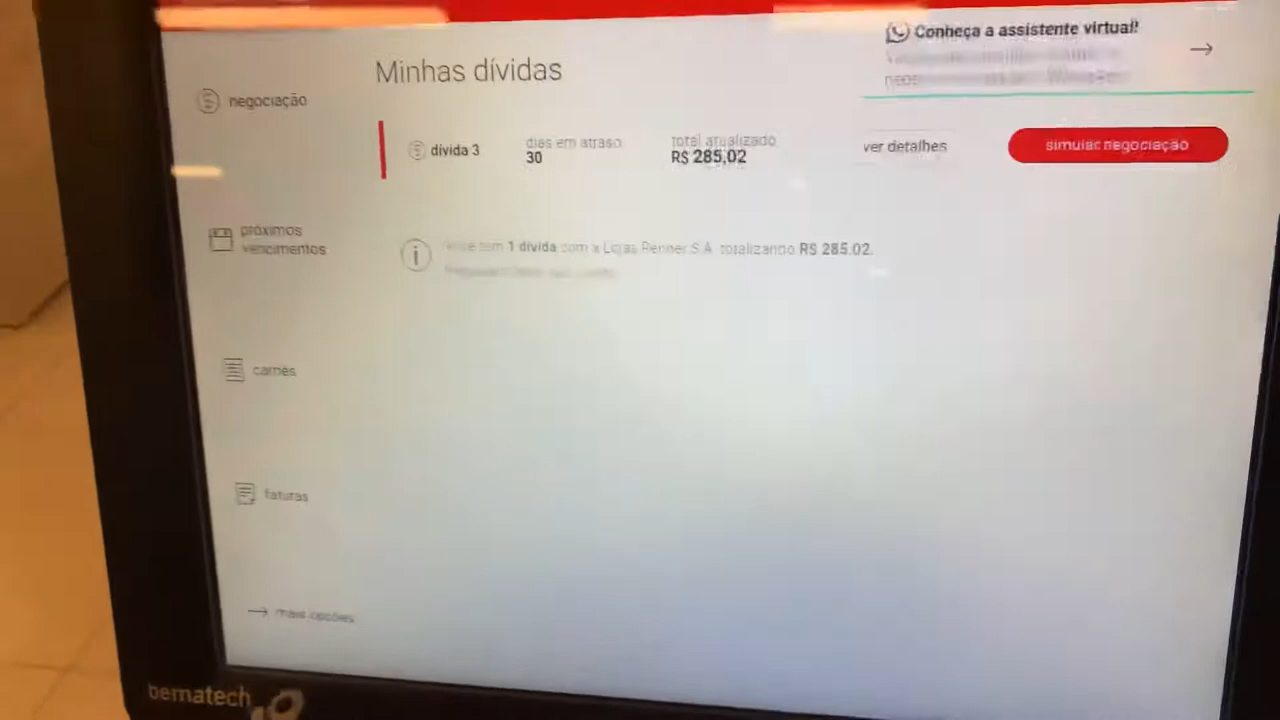 Conheça a assistente virtual!
Minhas dívidas
negociação
dívida 3
dias em atraso
30
total atualizado
R$ 285,02
ver detalhes
simular negociação
próximos
vencimentos
tem 1 dívida com a Lojas Renner S.A. totalizando R$ 285,02.
carnês
faturas
mais opções
bematech